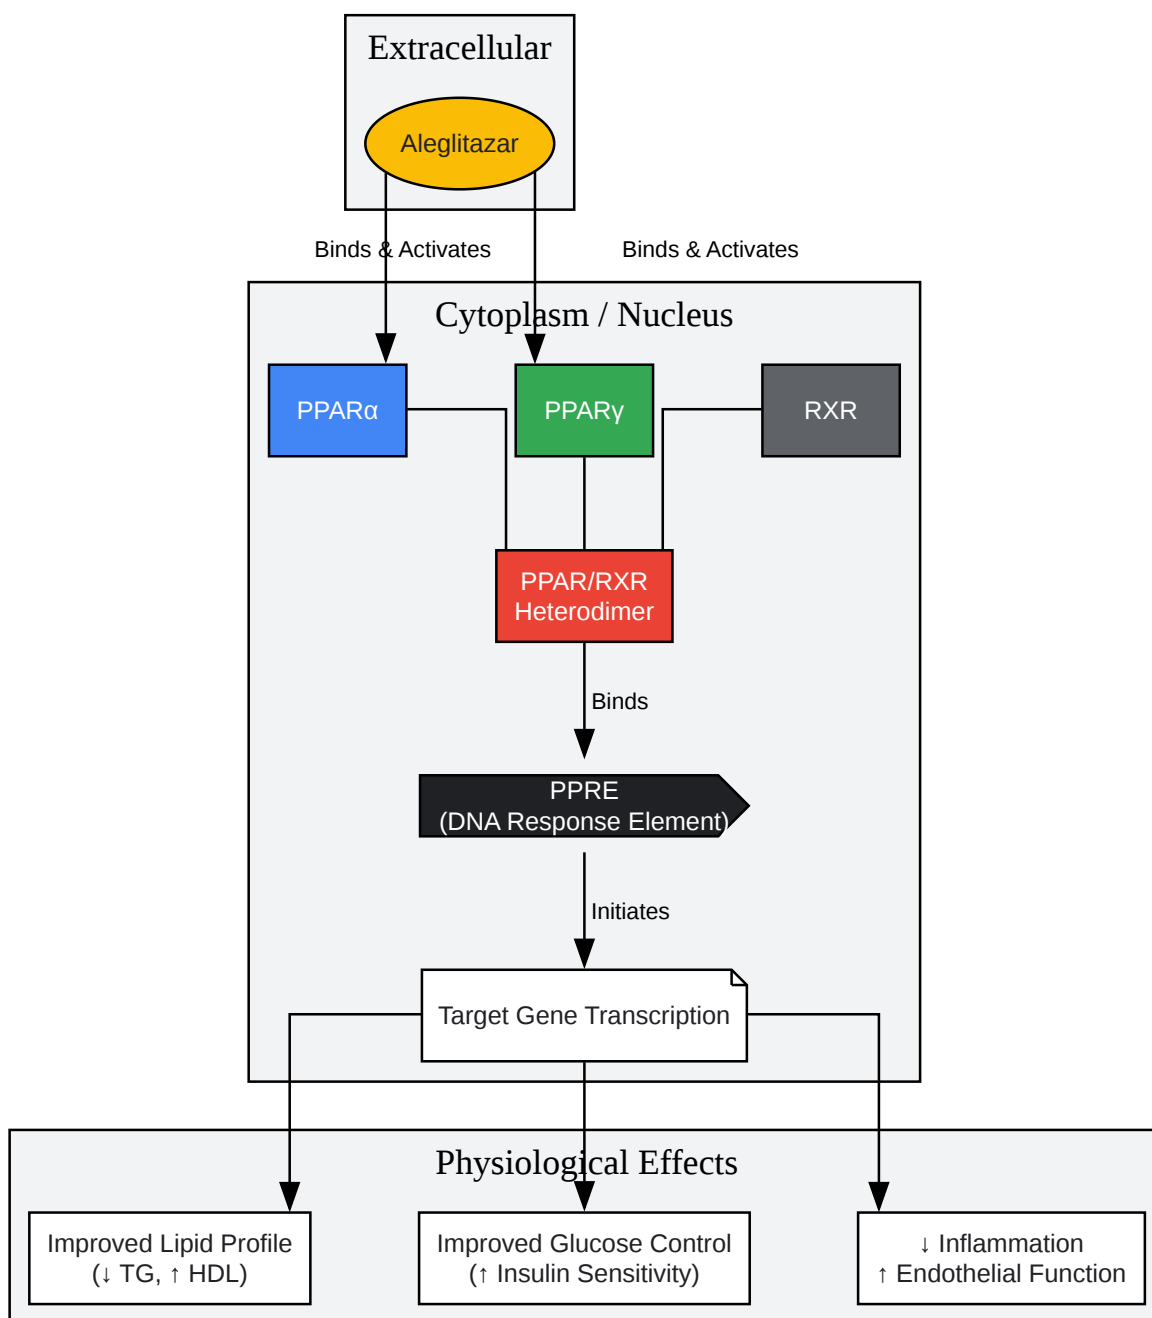 Extracellular
Aleglitazar
Binds & Activates
Binds & Activates
Cytoplasm / Nucleus
PPARα
PPARγ
RXR
PPAR/RXR
Heterodimer
Binds
PPRE
(DNA Response Element)
Initiates
Target Gene Transcription
Physiological Effects
Improved Lipid Profile
(↓ TG, ↑ HDL)
Improved Glucose Control
(↑ Insulin Sensitivity)
↓ Inflammation
↑ Endothelial Function